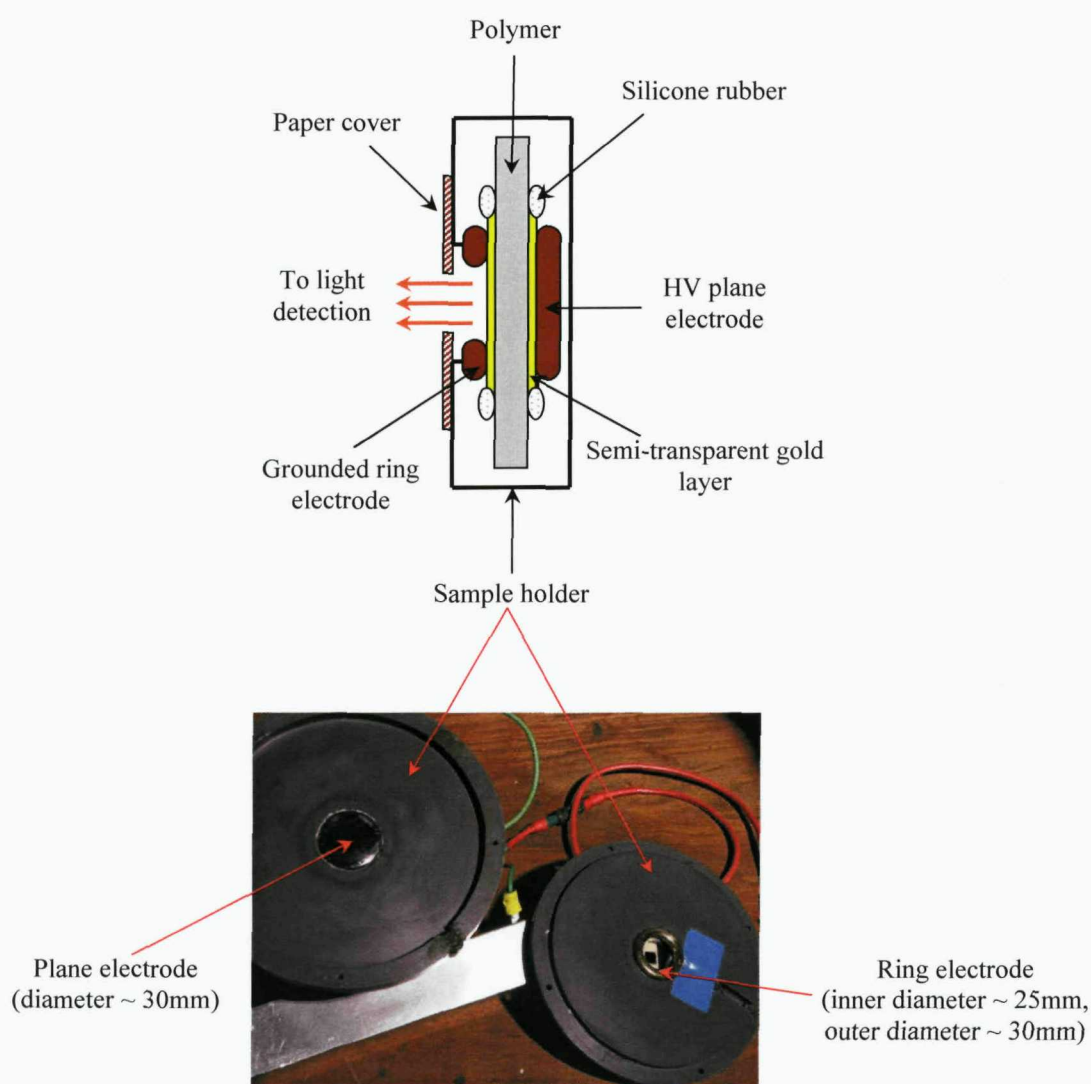 Polymer
Silicone rubber
Paper cover
To light
detection
HV plane
electrode
Grounded ring
electrode
Semi-transparent gold
layer
Sample holder
Plane electrode
(diameter ~ 30mm)
Ring electrode
(inner diameter ~ 25mm,
outer diameter ~ 30mm)